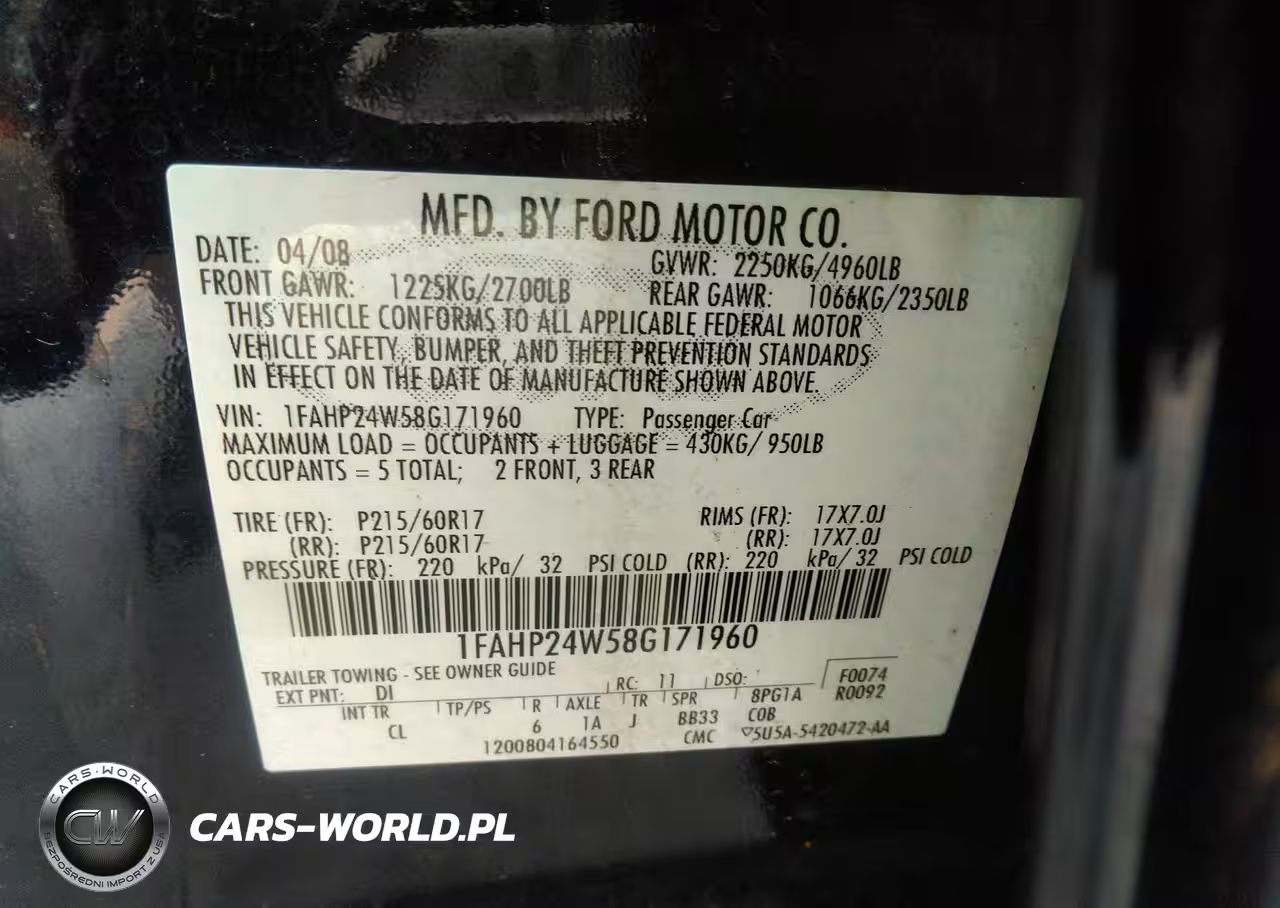 MFD. BY FORD MOTOR CO.
DATE: 04/08
GVWR: 2250KG/4960LB
FRONT GAWR: 1225KG/2700LB
REAR GAWR: 1066KG/2350LB
THIS VEHICLE CONFORMS TO ALL APPLICABLE FEDERAL MOTOR
VEHICLE SAFETY, BUMPER, AND THEFT PREVENTION STANDARDS
IN EFFECT ON THE DATE OF MANUFACTURE SHOWN ABOVE.
VIN: 1FAHP24W58G171960 TYPE: Passenger Car
MAXIMUM LOAD = OCCUPANTS + LUGGAGE = 430KG/ 950LB
OCCUPANTS = 5 TOTAL; 2 FRONT, 3 REAR
TIRE (FR): P215/60R17 RIMS (FR): 17X7.0J
(RR): P215/60R17 (RR): 17X7.0J
PRESSURE (FR): 220 kPa/ 32 PSI COLD (RR): 220 kPa/ 32 PSI COLD
1FAHP24W58G171960
TRAILER TOWING - SEE OWNER GUIDE
EXT PNT: DI RC: 11 DSO: F0074
INT TR TP/PS R AXLE TR SPR 8PG1A R0092
CL 6 1A J BB33 COB
1200804164550 CMC ▽5U5A-5420472-AA
CARS-WORLD
CW
BEZPOŚREDNI IMPORT Z USA
CARS-WORLD.PL